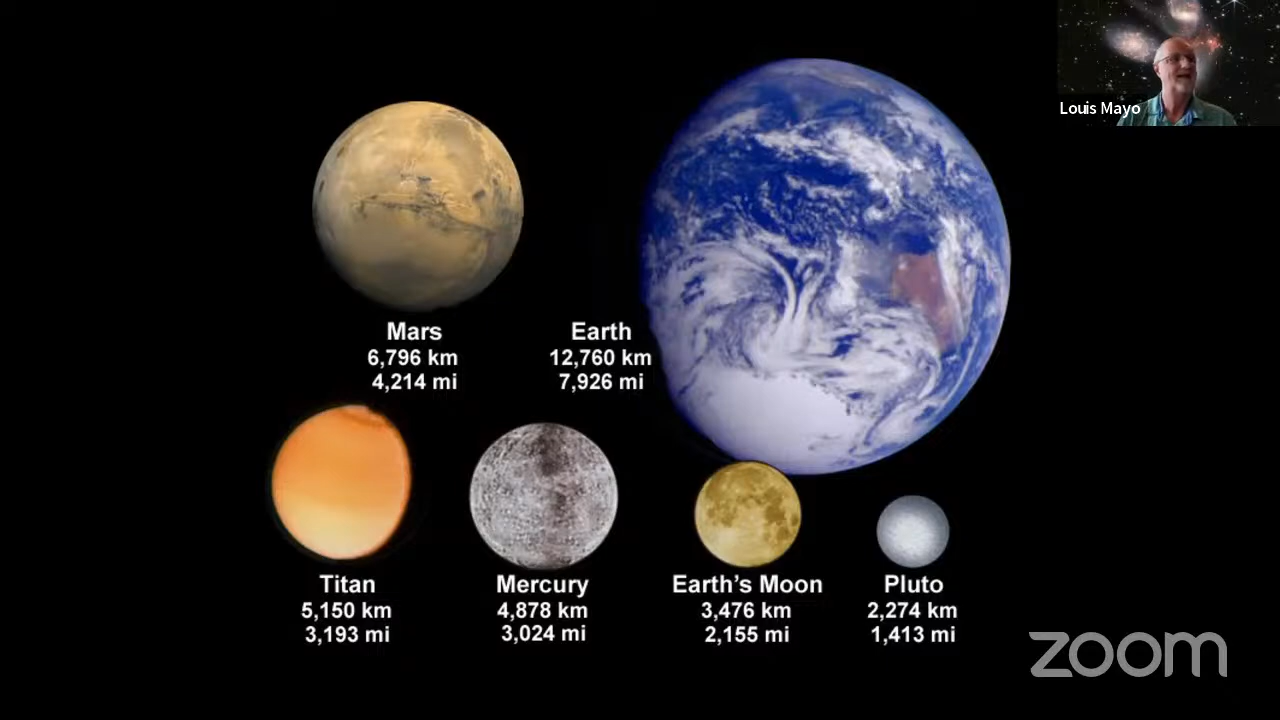 Louis Mayo
Mars
6,796 km
4,214 mi
Earth
12,760 km
7,926 mi
Titan
5,150 km
3,193 mi
Mercury
4,878 km
3,024 mi
Earth’s Moon
3,476 km
2,155 mi
Pluto
2,274 km
1,413 mi
zoom